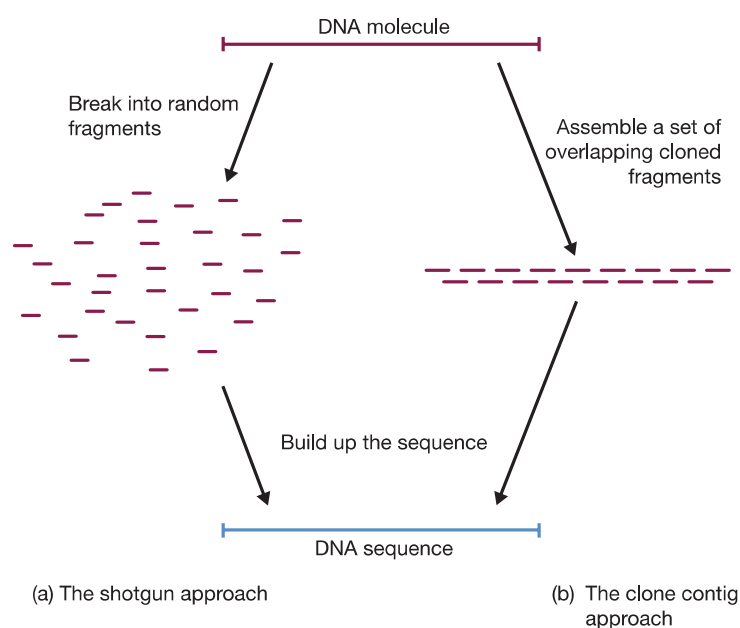 DNA molecule
Break into random
fragments
Assemble a set of
overlapping cloned
fragments
Build up the sequence
DNA sequence
(a) The shotgun approach
(b) The clone contig
approach